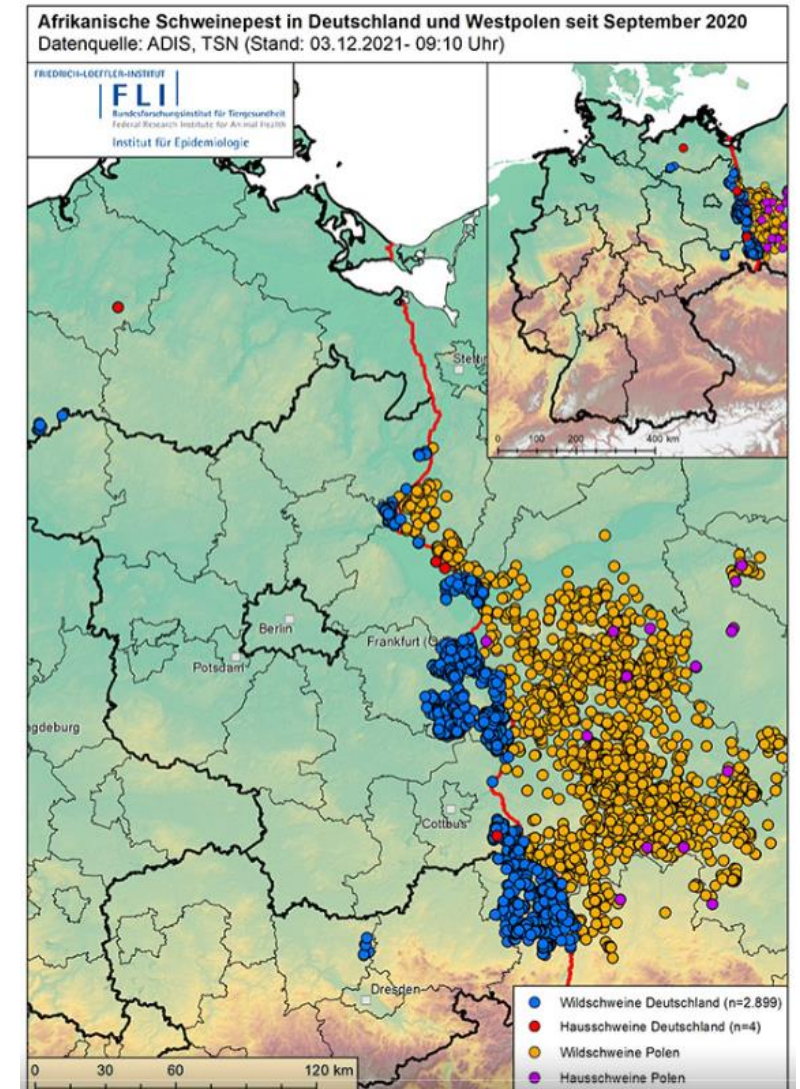 Afrikanische Schweinepest in Deutschland und Westpolen seit September 2020
Datenquelle: ADIS, TSN (Stand: 03.12.2021- 09:10 Uhr)
FRIEDRICH-LOEFFLER-INSTITUT
FLI
Bundesforschungsinstitut für Tiergesundheit
Federal Research Institute for Animal Health
Institut für Epidemiologie
0 100 200 400 km
Stettin
Berlin
Frankfurt (O
Potsdam
agdeburg
Cottbus
Dresden
Wildschweine Deutschland (n=2.899)
Hausschweine Deutschland (n=4)
Wildschweine Polen
Hausschweine Polen
0 30 60 120 km